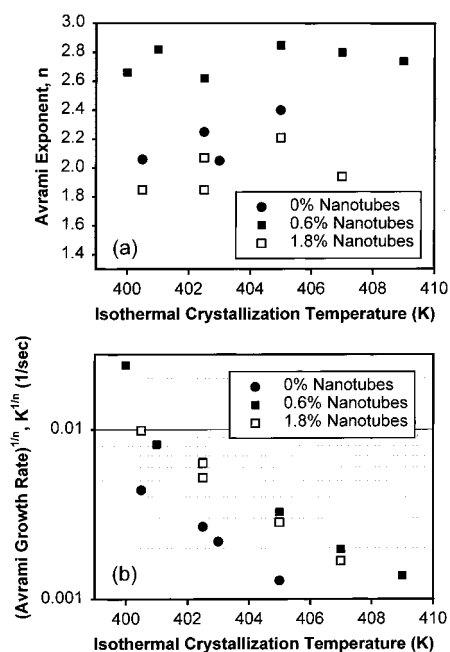 3.0
2.8
2.6
2.4
2.2
2.0
1.8
1.6
1.4
Avrami Exponent, n
(a)
0% Nanotubes
0.6% Nanotubes
1.8% Nanotubes
400 402 404 406 408 410
Isothermal Crystallization Temperature (K)
(Avrami Growth Rate)^1/n, K^1/n (1/sec)
0.01
0.001
0% Nanotubes
0.6% Nanotubes
1.8% Nanotubes
(b)
400 402 404 406 408 410
Isothermal Crystallization Temperature (K)